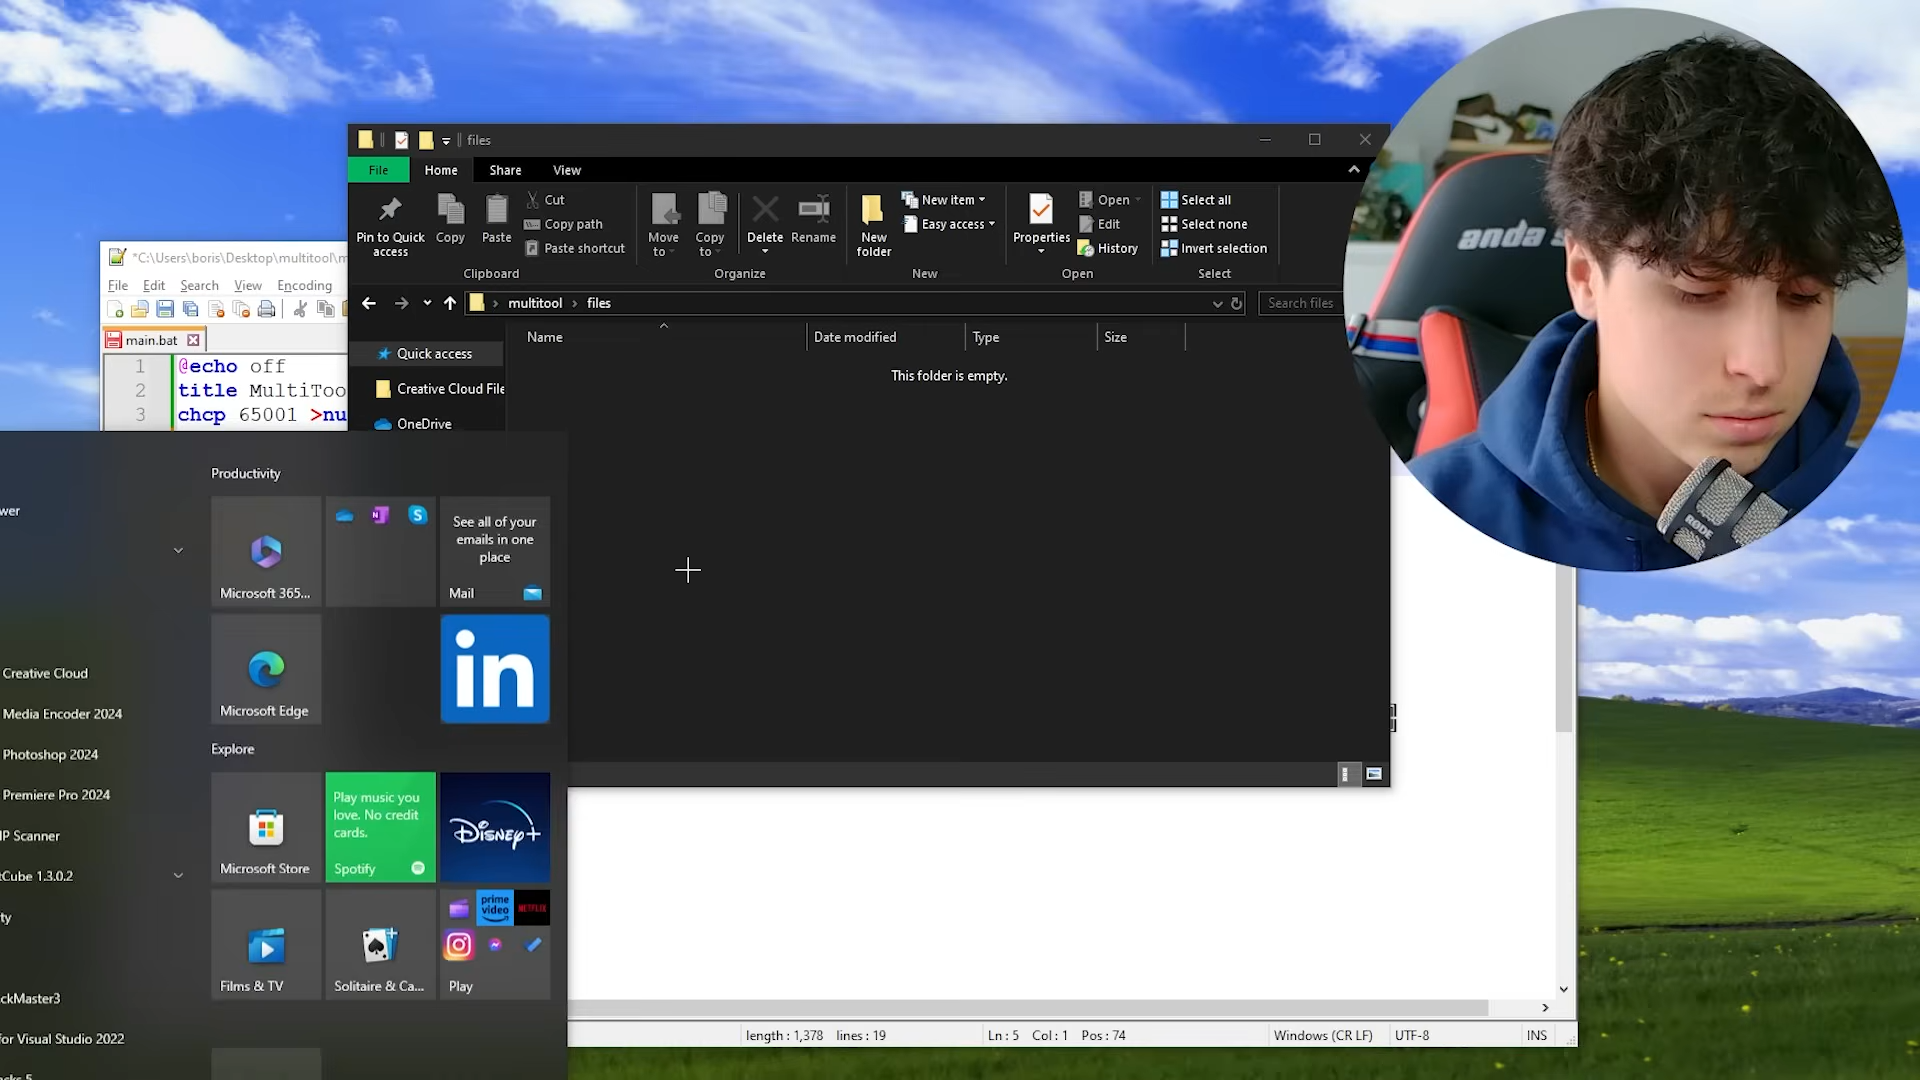 files
File
Home
Share
View
Pin to Quick access
Copy
Paste
Cut
Copy path
Paste shortcut
Clipboard
Move to
Copy to
Delete
Rename
Organize
New folder
New item
Easy access
New
Properties
Open
Edit
History
Open
Select all
Select none
Invert selection
Select
multitool
files
Search files
Name
Date modified
Type
Size
This folder is empty.
Quick access
Creative Cloud File
OneDrive
*C:\Users\boris\Desktop\multitool\m
File Edit Search View Encoding
main.bat
1 @echo off
2 title MultiToo
3 chcp 65001 >nu
wer
Creative Cloud
Media Encoder 2024
Photoshop 2024
Premiere Pro 2024
IP Scanner
tCube 1.3.0.2
ty
ckMaster3
for Visual Studio 2022
cks 5
Productivity
Microsoft 365...
N
S
See all of your
emails in one
place
Mail
Microsoft Edge
in
Explore
Microsoft Store
Play music you
love. No credit
cards.
Spotify
Disney+
Films & TV
Solitaire & Ca...
prime
video
NETFLIX
Play
length : 1,378 lines : 19
Ln : 5 Col : 1 Pos : 74
Windows (CR LF)
UTF-8
INS
anda s
RØDE